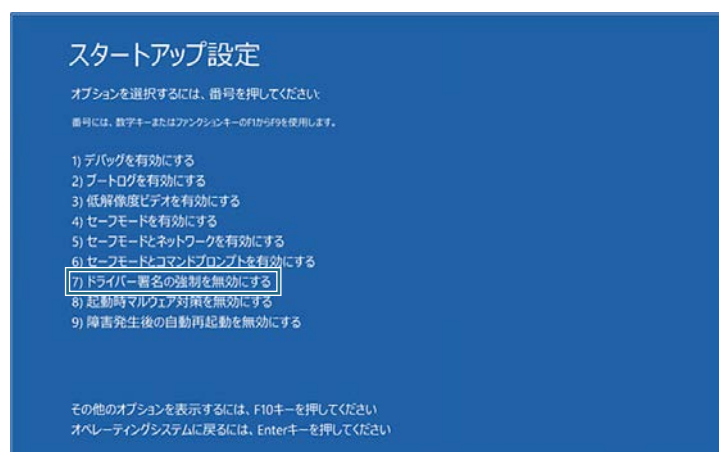 スタートアップ設定
オプションを選択するには、番号を押してください:
番号には、数字キーまたはファンクションキーのF1からF9を使用します。
1) デバッグを有効にする
2) ブートログを有効にする
3) 低解像度ビデオを有効にする
4) セーフモードを有効にする
5) セーフモードとネットワークを有効にする
6) セーフモードとコマンドプロンプトを有効にする
7) ドライバー署名の強制を無効にする
8) 起動時マルウェア対策を無効にする
9) 障害発生後の自動再起動を無効にする
その他のオプションを表示するには、F10キーを押してください
オペレーティングシステムに戻るには、Enterキーを押してください